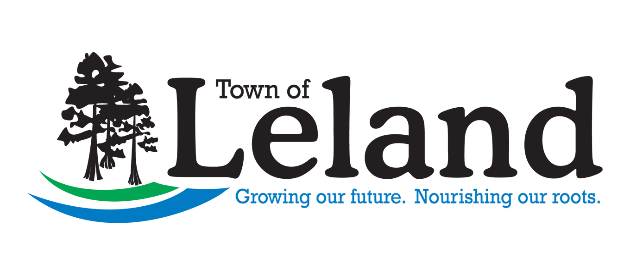 Town of
Leland
Growing our future. Nourishing our roots.